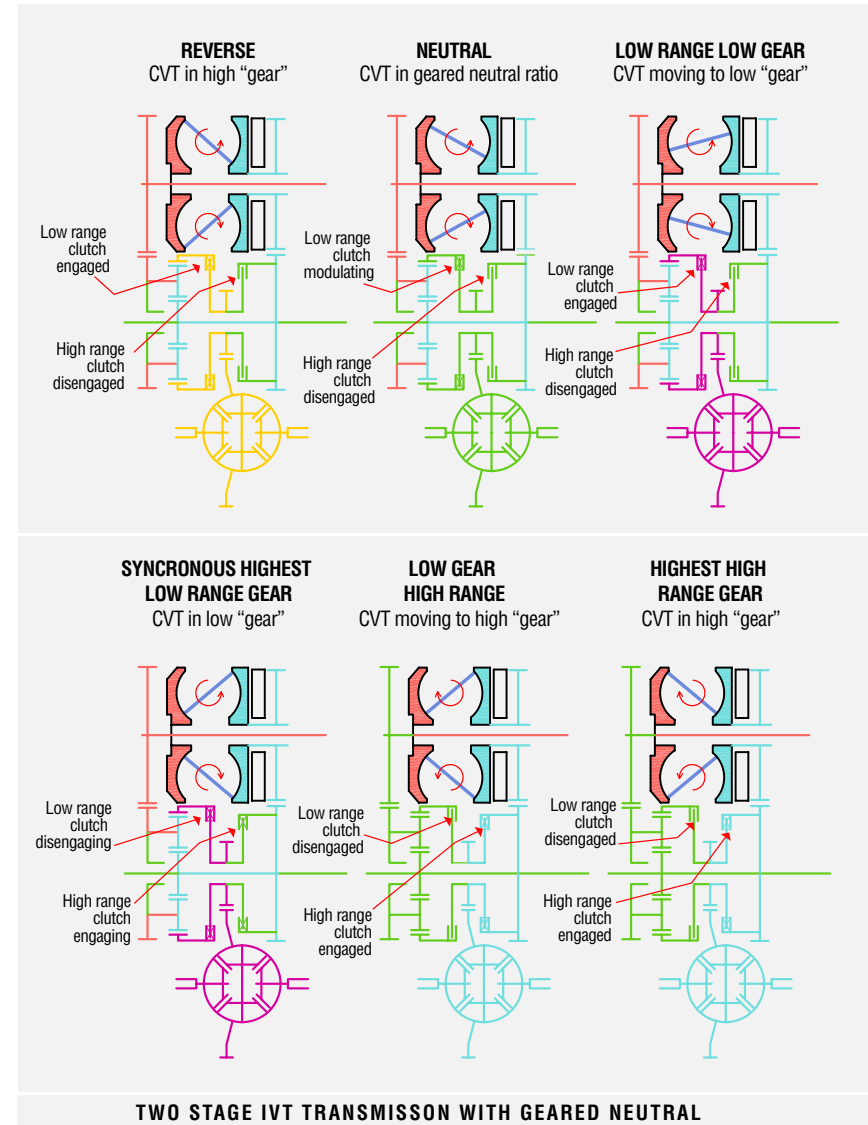 REVERSE
CVT in high “gear”
NEUTRAL
CVT in geared neutral ratio
LOW RANGE LOW GEAR
CVT moving to low “gear”
Low range
clutch
engaged
High range
clutch
disengaged
Low range
clutch
modulating
High range
clutch
disengaged
Low range
clutch
engaged
High range
clutch
disengaged
SYNCRONOUS HIGHEST
LOW RANGE GEAR
CVT in low “gear”
LOW GEAR
HIGH RANGE
CVT moving to high “gear”
HIGHEST HIGH
RANGE GEAR
CVT in high “gear”
Low range
clutch
disengaging
High range
clutch
engaging
Low range
clutch
disengaged
High range
clutch
engaged
Low range
clutch
disengaged
High range
clutch
engaged
TWO STAGE IVT TRANSMISSON WITH GEARED NEUTRAL